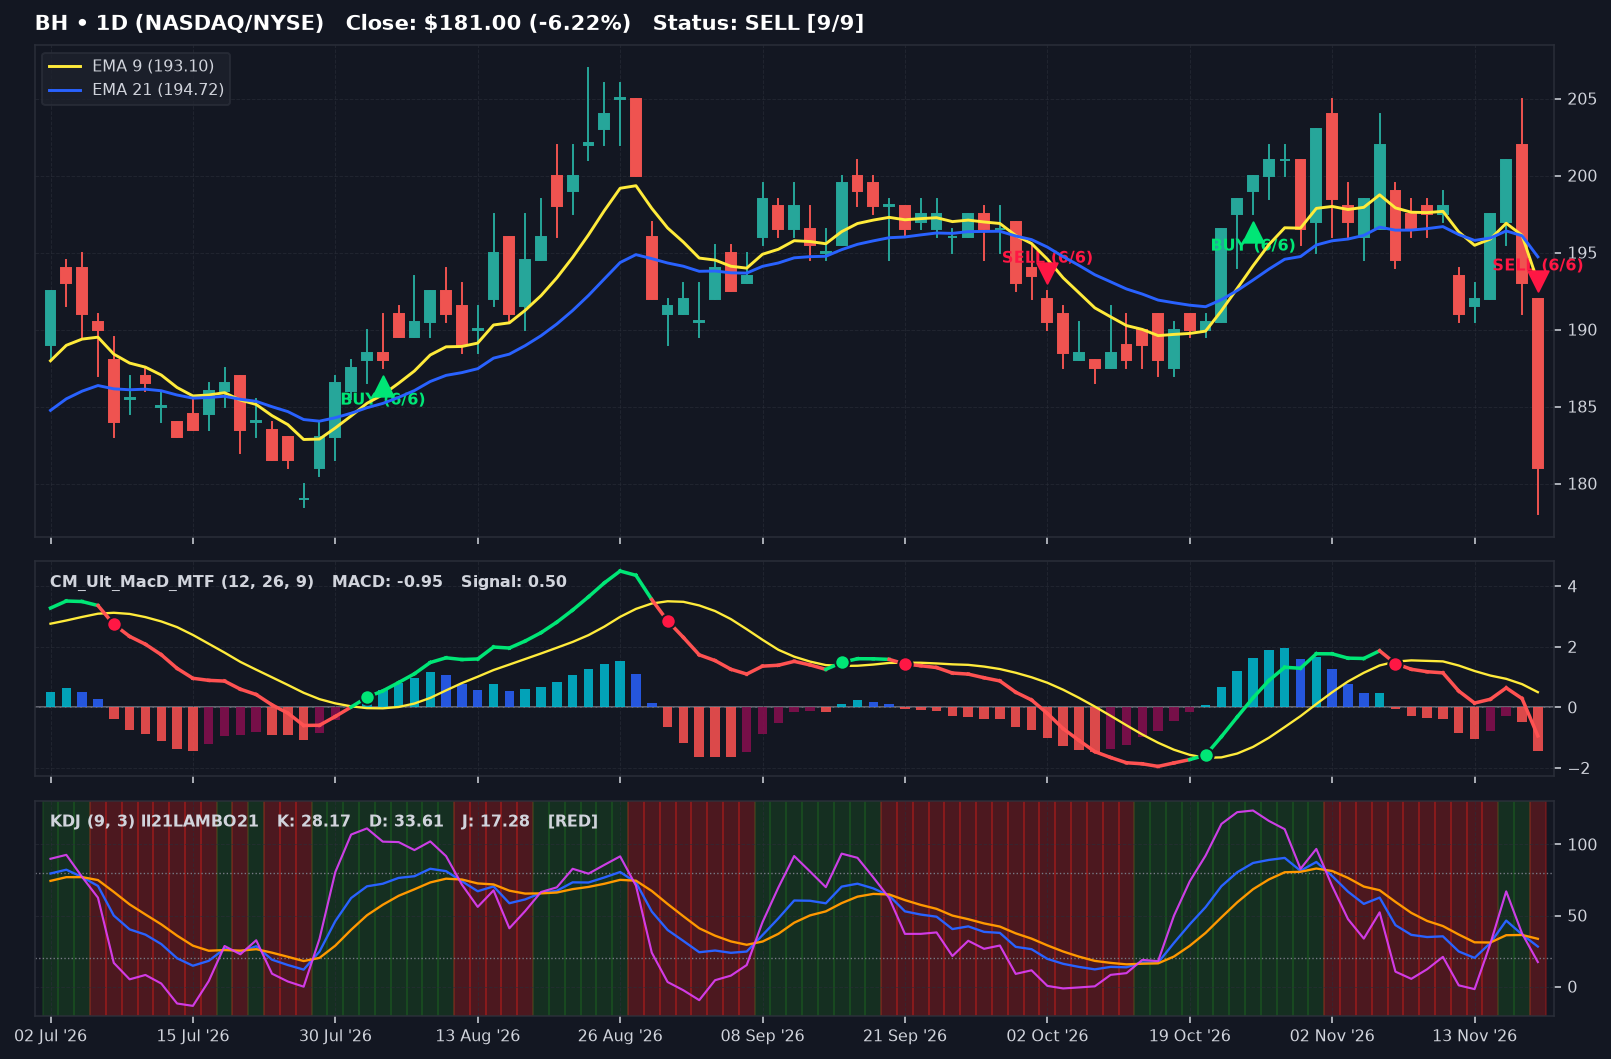 BH • 1D (NASDAQ/NYSE)   Close: $181.00 (-6.22%)   Status: SELL [9/9]
EMA 9 (193.10)
EMA 21 (194.72)
205
200
195
190
185
180
BUY (6/6)
SELL (6/6)
BUY (6/6)
SELL (6/6)
CM_Ult_MacD_MTF (12, 26, 9)   MACD: -0.95   Signal: 0.50
4
2
0
−2
KDJ (9, 3) II21LAMBO21   K: 28.17   D: 33.61   J: 17.28   [RED]
100
50
0
02 Jul '26
15 Jul '26
30 Jul '26
13 Aug '26
26 Aug '26
08 Sep '26
21 Sep '26
02 Oct '26
19 Oct '26
02 Nov '26
13 Nov '26